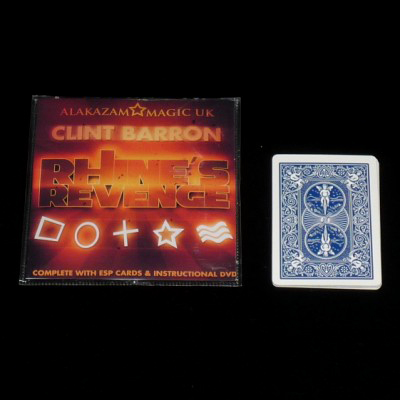 ALAKAZAM MAGIC UK
CLINT BARRON
RHINE'S
REVENGE
COMPLETE WITH ESP CARDS & INSTRUCTIONAL DVD